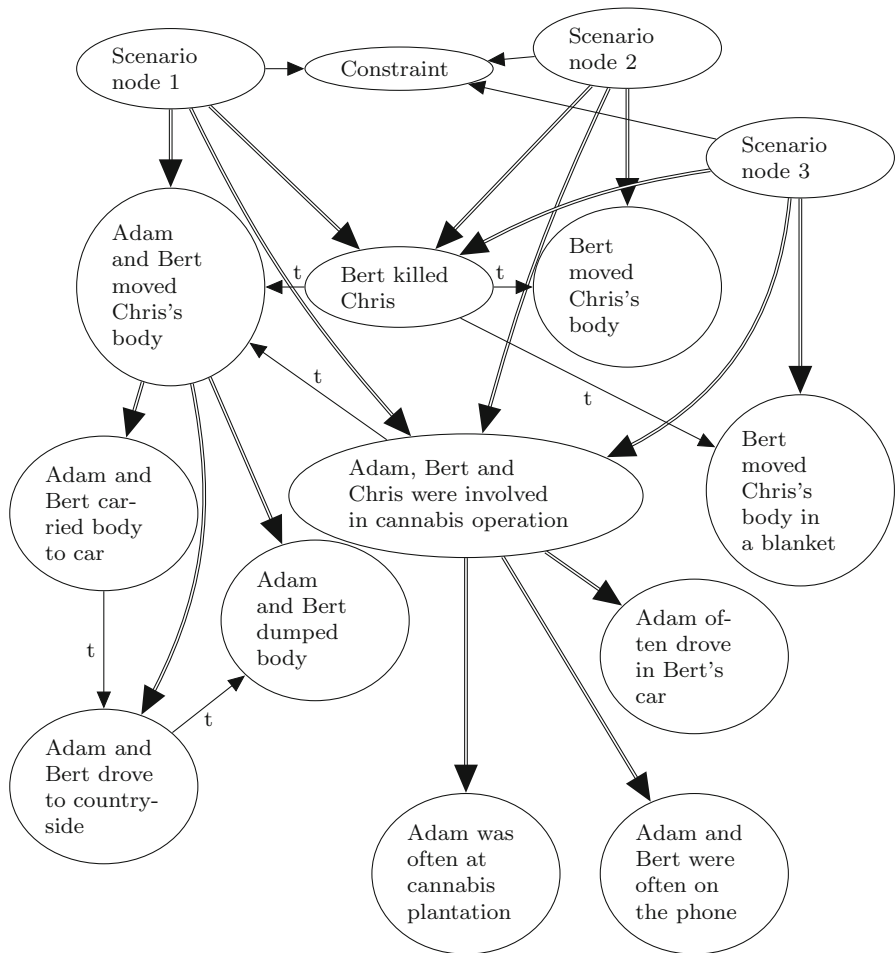 Scenario
node 1
Constraint
Scenario
node 2
Scenario
node 3
Adam
and Bert
moved
Chris's
body
t
Bert killed
Chris
t
Bert
moved
Chris's
body
t
t
Adam and
Bert car-
ried body
to car
Adam, Bert and
Chris were involved
in cannabis operation
Bert
moved
Chris's
body in
a blanket
Adam
and Bert
dumped
body
Adam of-
ten drove
in Bert's
car
t
t
Adam and
Bert drove
to country-
side
Adam was
often at
cannabis
plantation
Adam and
Bert were
often on
the phone